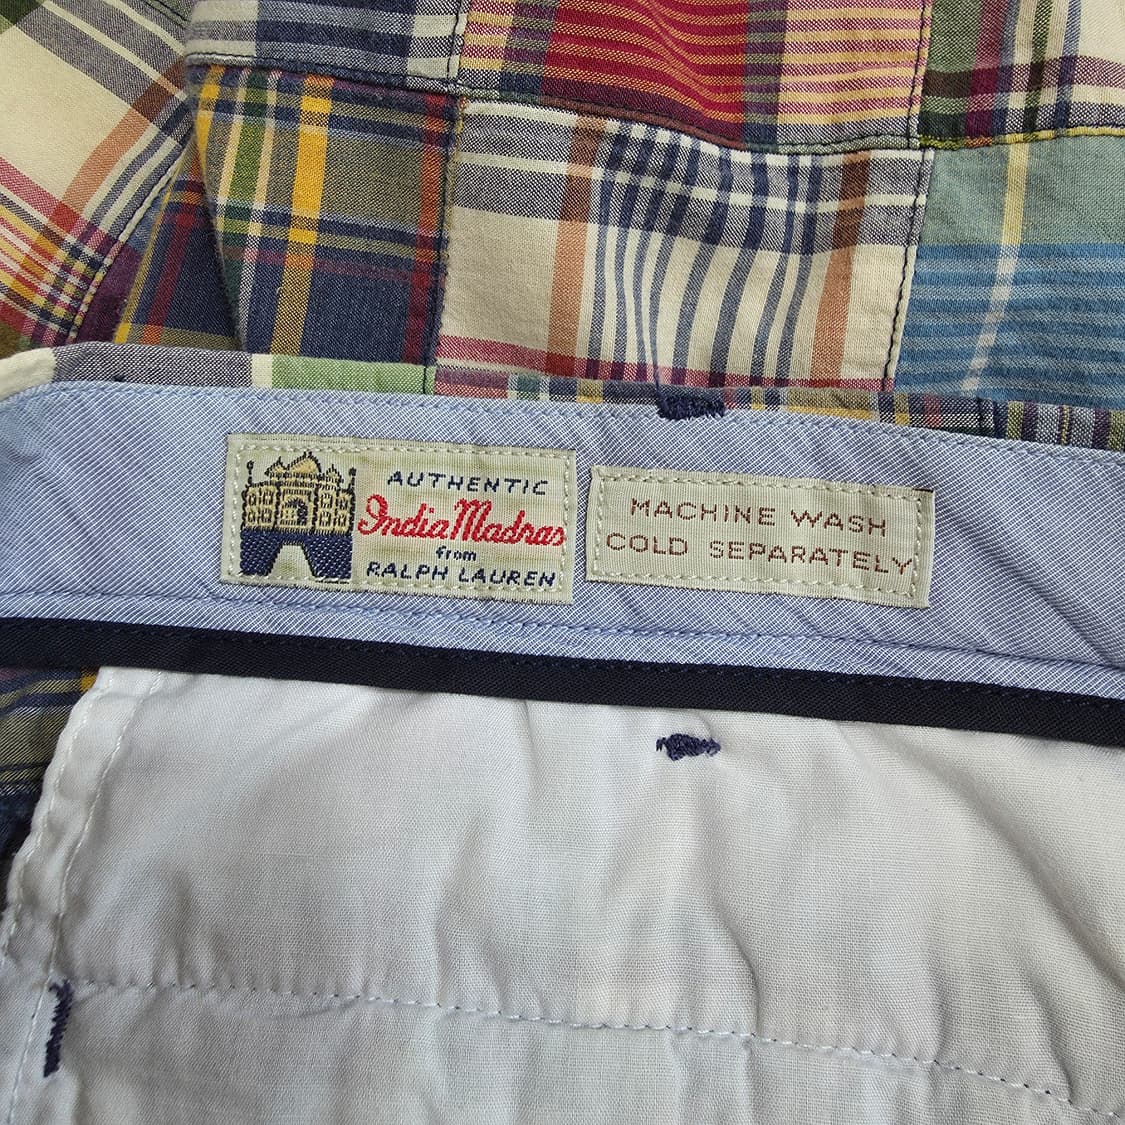 AUTHENTIC
India Madras
from
RALPH LAUREN
MACHINE WASH
COLD SEPARATELY